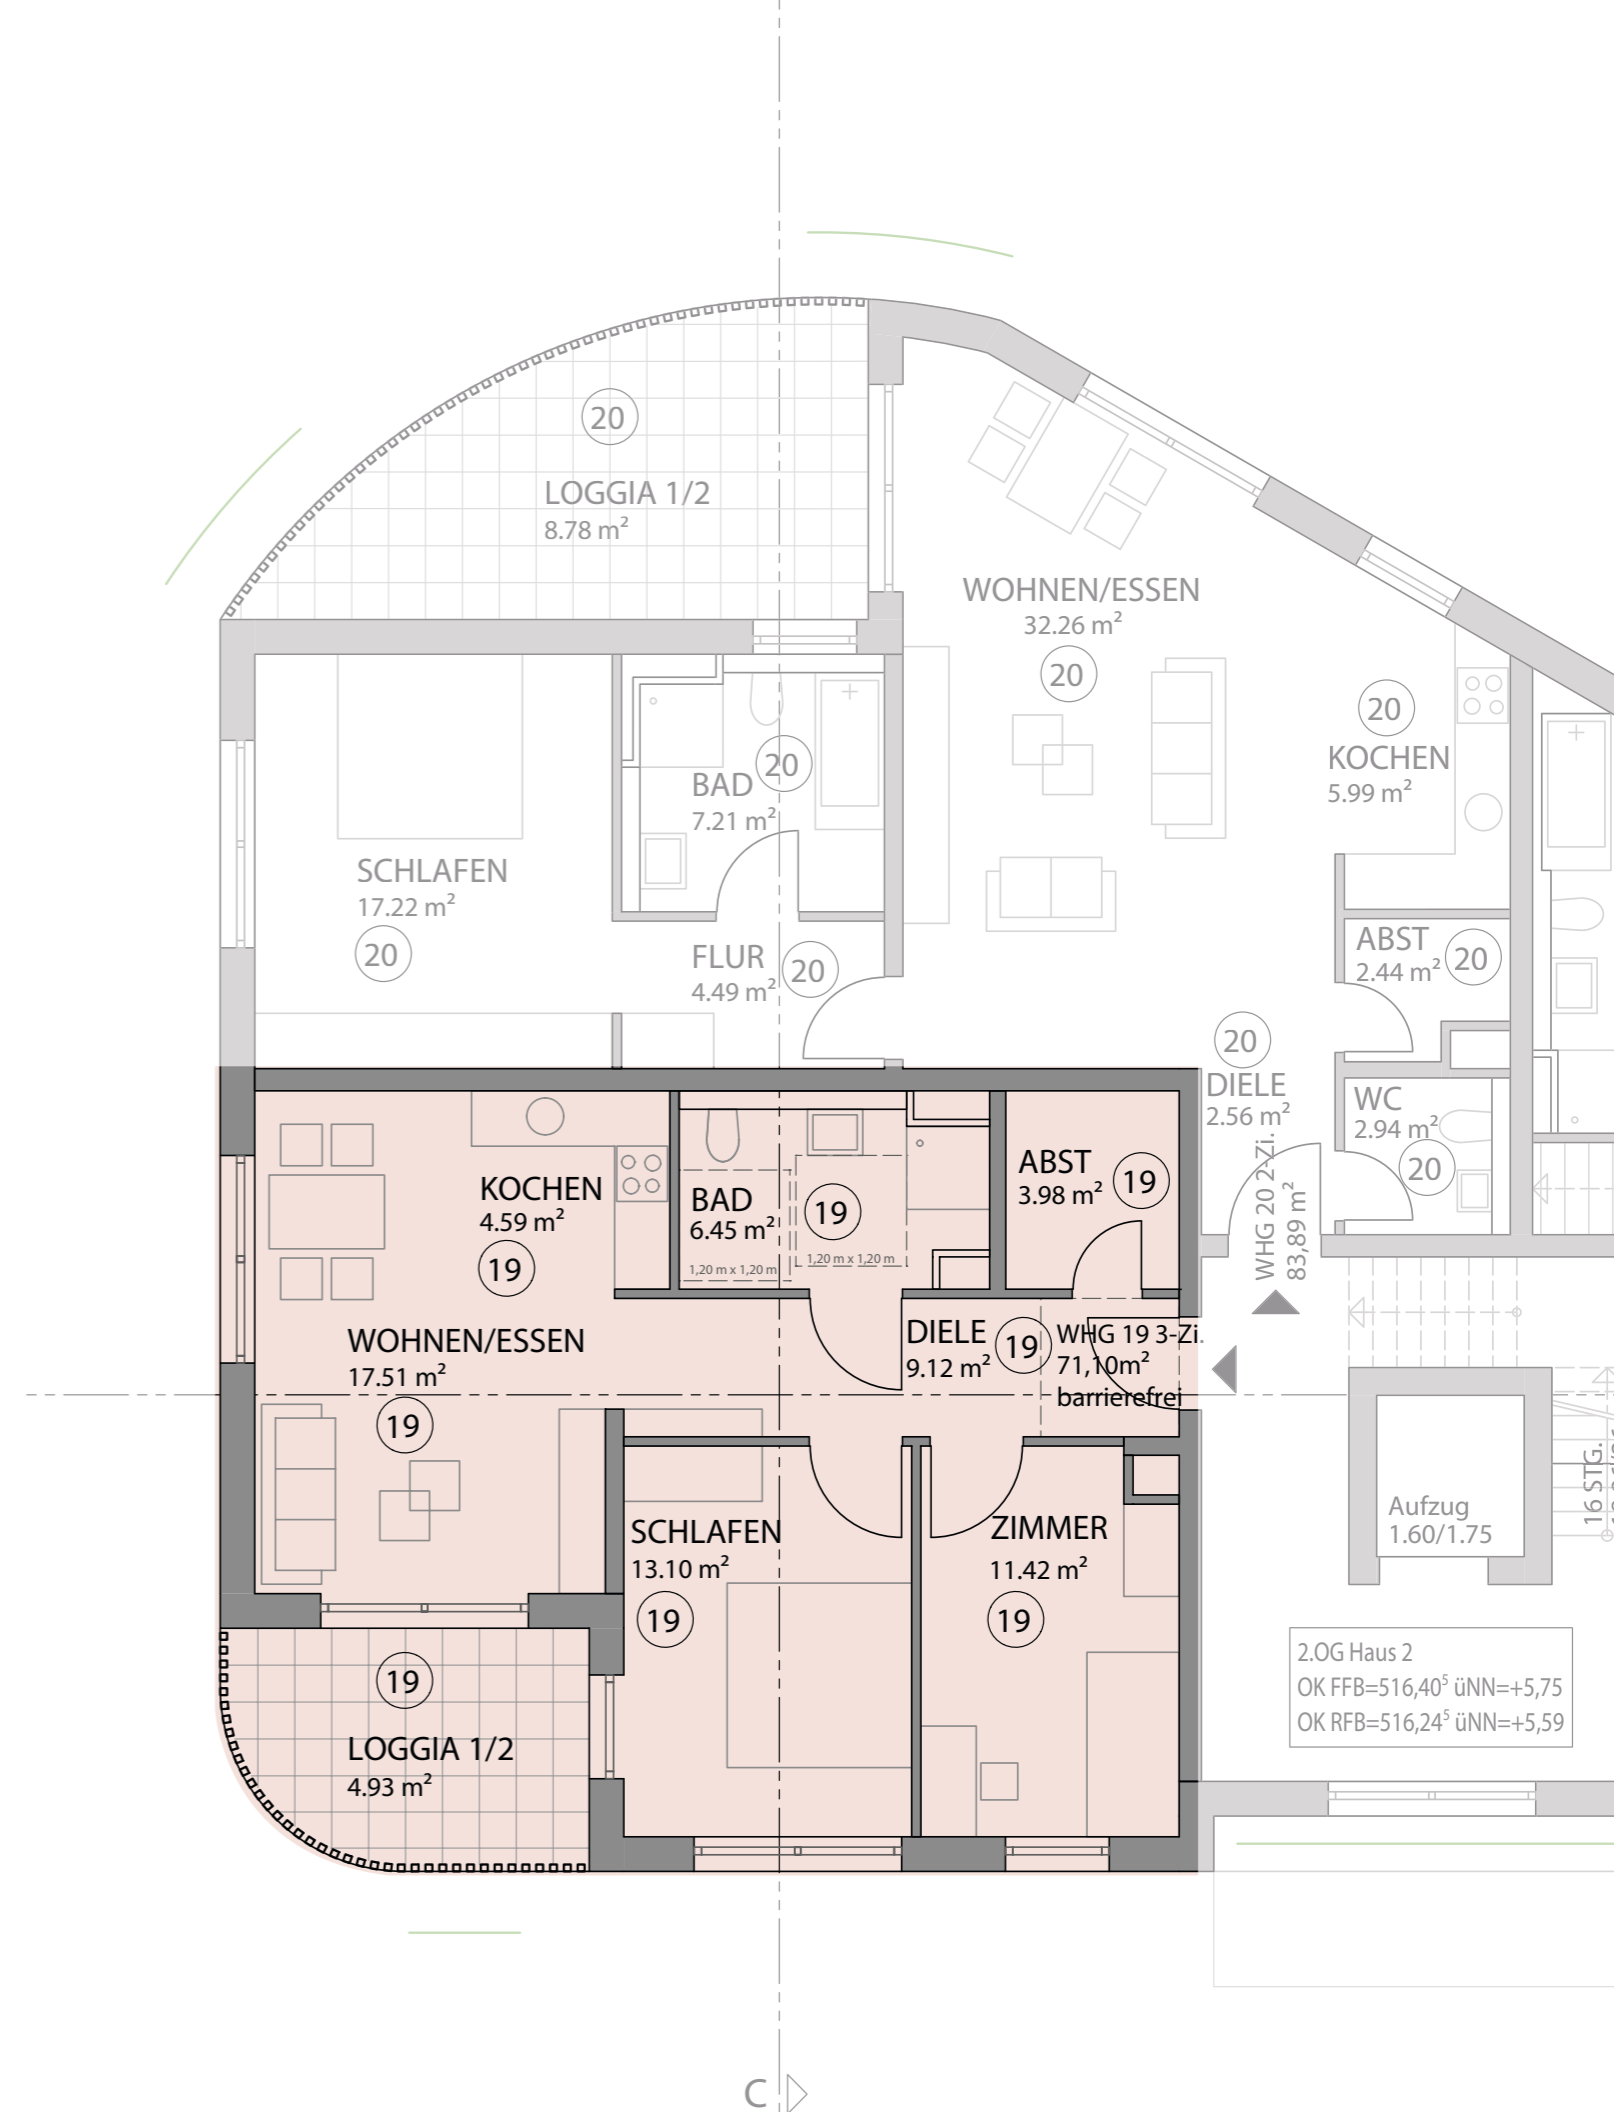 20
LOGGIA 1/2
8.78 m²
WOHNEN/ESSEN
32.26 m²
20
20
KOCHEN
5.99 m²
20
BAD
7.21 m²
SCHLAFEN
17.22 m²
20
FLUR
4.49 m²
20
ABST
2.44 m²
20
20
DIELE
2.56 m²
WC
2.94 m²
20
WHG 20 2-Zi.
83,89 m²
KOCHEN
4.59 m²
19
BAD
6.45 m²
19
1,20 m x 1,20 m
1,20 m x 1,20 m
ABST
3.98 m²
19
WOHNEN/ESSEN
17.51 m²
19
DIELE
9.12 m²
19
WHG 19 3-Zi.
71,10m²
barrierefrei
SCHLAFEN
13.10 m²
19
ZIMMER
11.42 m²
19
Aufzug
1.60/1.75
16 STG.
19
LOGGIA 1/2
4.93 m²
2.OG Haus 2
OK FFB=516,40⁵ üNN=+5,75
OK RFB=516,24⁵ üNN=+5,59
C